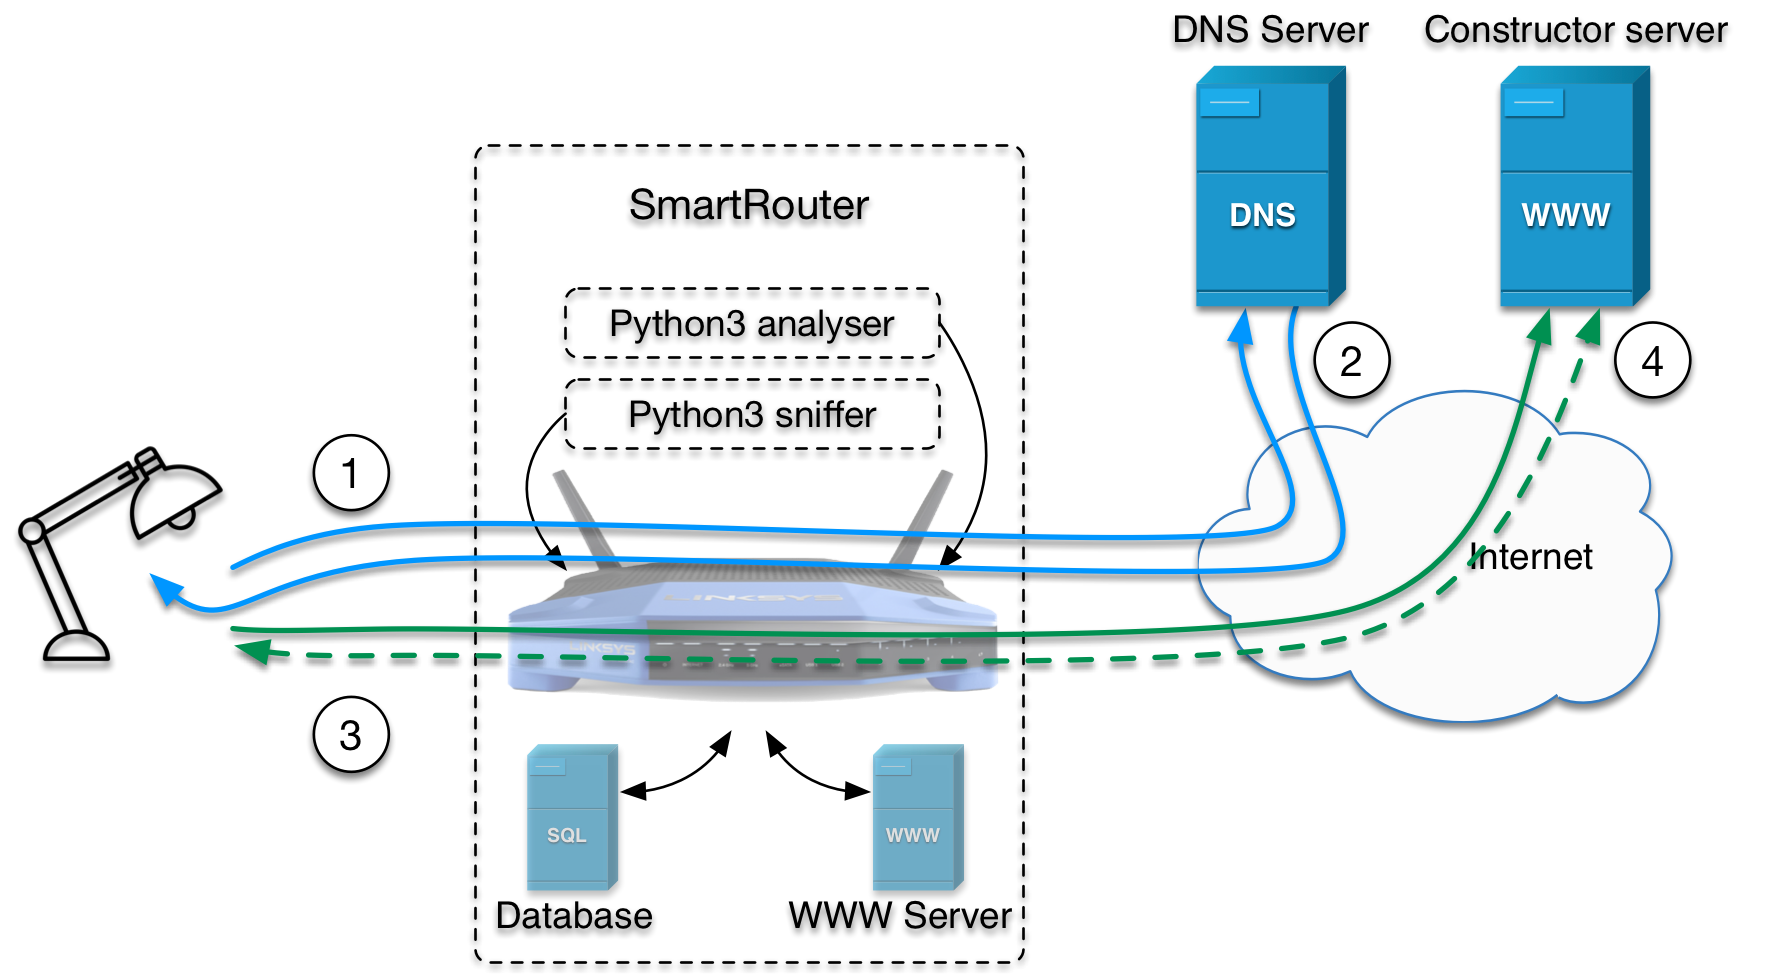 DNS Server
Constructor server
DNS
WWW
SmartRouter
Python3 analyser
Python3 sniffer
1
2
4
Internet
LINKSYS
LINKSYS
3
SQL
WWW
Database
WWW Server